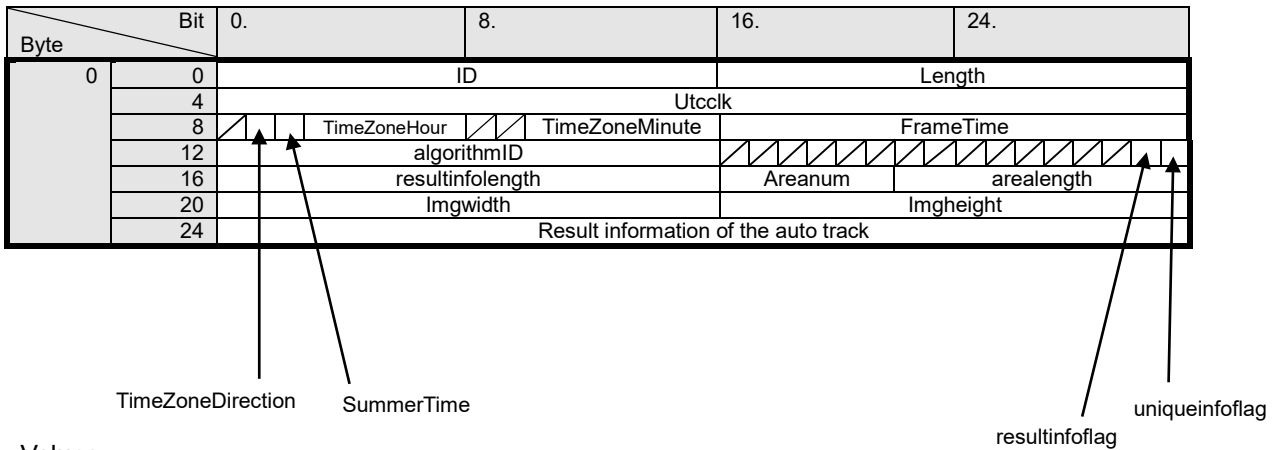 Bit 0. 8. 16. 24.
Byte
0 0 ID Length
4 Utcclk
8 TimeZoneHour TimeZoneMinute FrameTime
12 algorithmID
16 resultinfolength Areanum arealength
20 Imgwidth Imgheight
24 Result information of the auto track
TimeZoneDirection SummerTime uniqueinfoflag
resultinfoflag